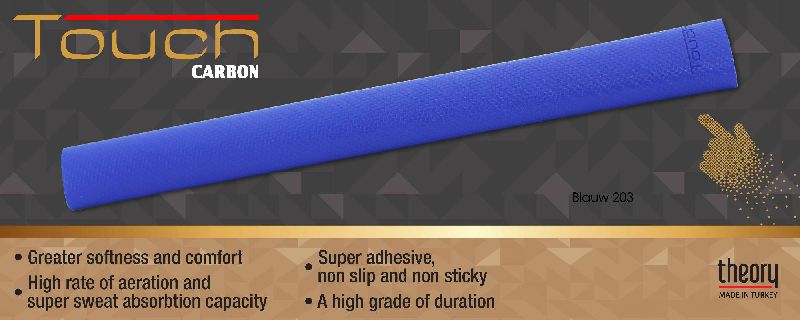 Touch
CARBON
Touch
Blauw 203
• Greater softness and comfort
• High rate of aeration and
super sweat absorbtion capacity
• Super adhesive,
non slip and non sticky
• A high grade of duration
theory
MADE IN TURKEY